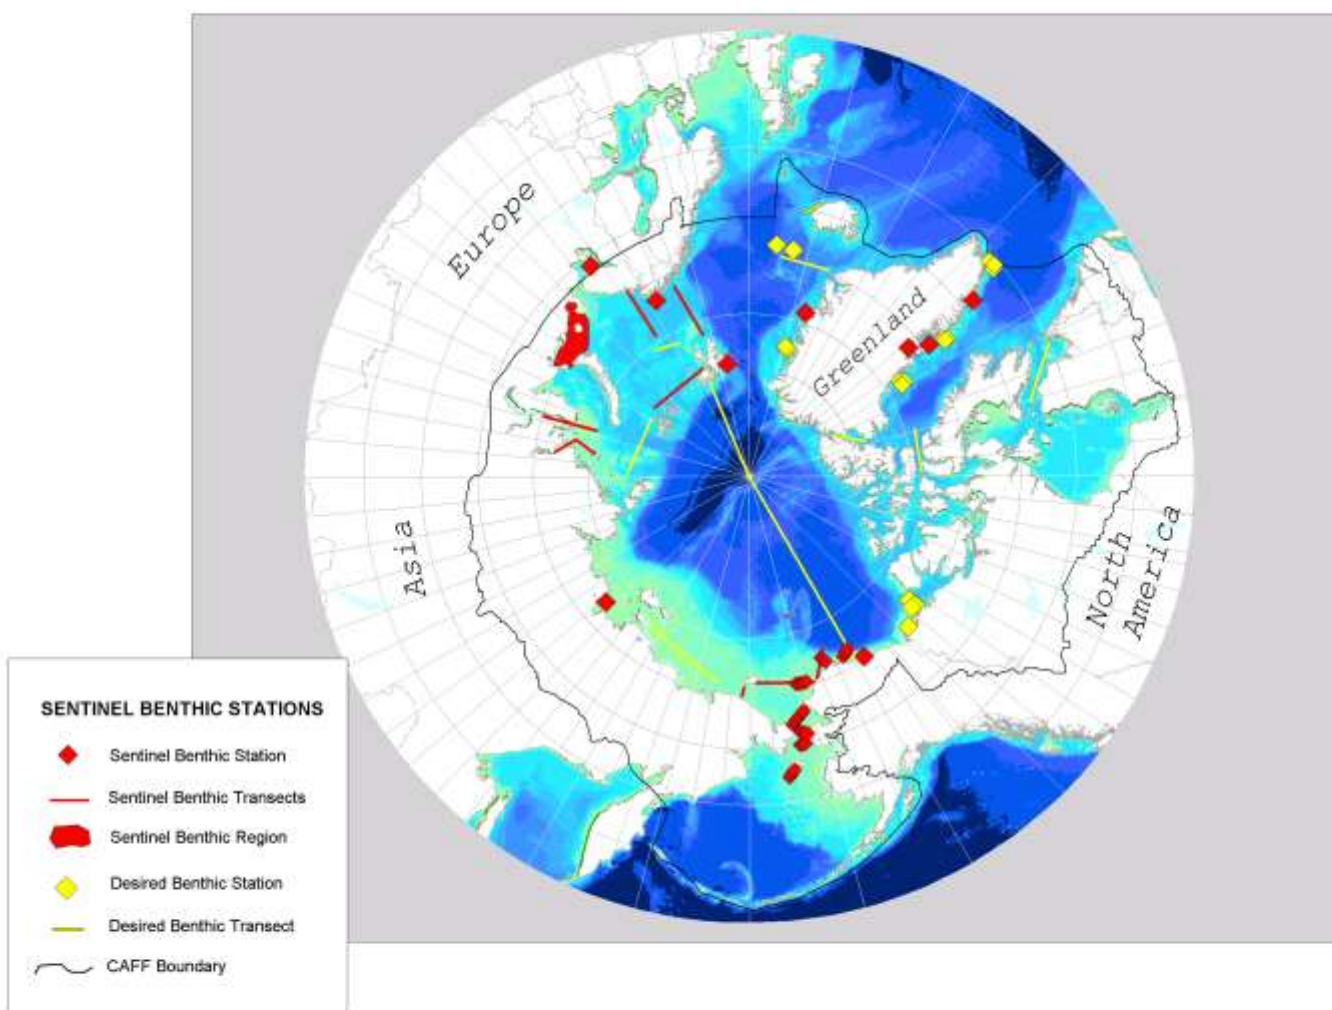 Europe
Greenland
Asia
North
America
SENTINEL BENTHIC STATIONS
Sentinel Benthic Station
Sentinel Benthic Transects
Sentinel Benthic Region
Desired Benthic Station
Desired Benthic Transect
CAFF Boundary